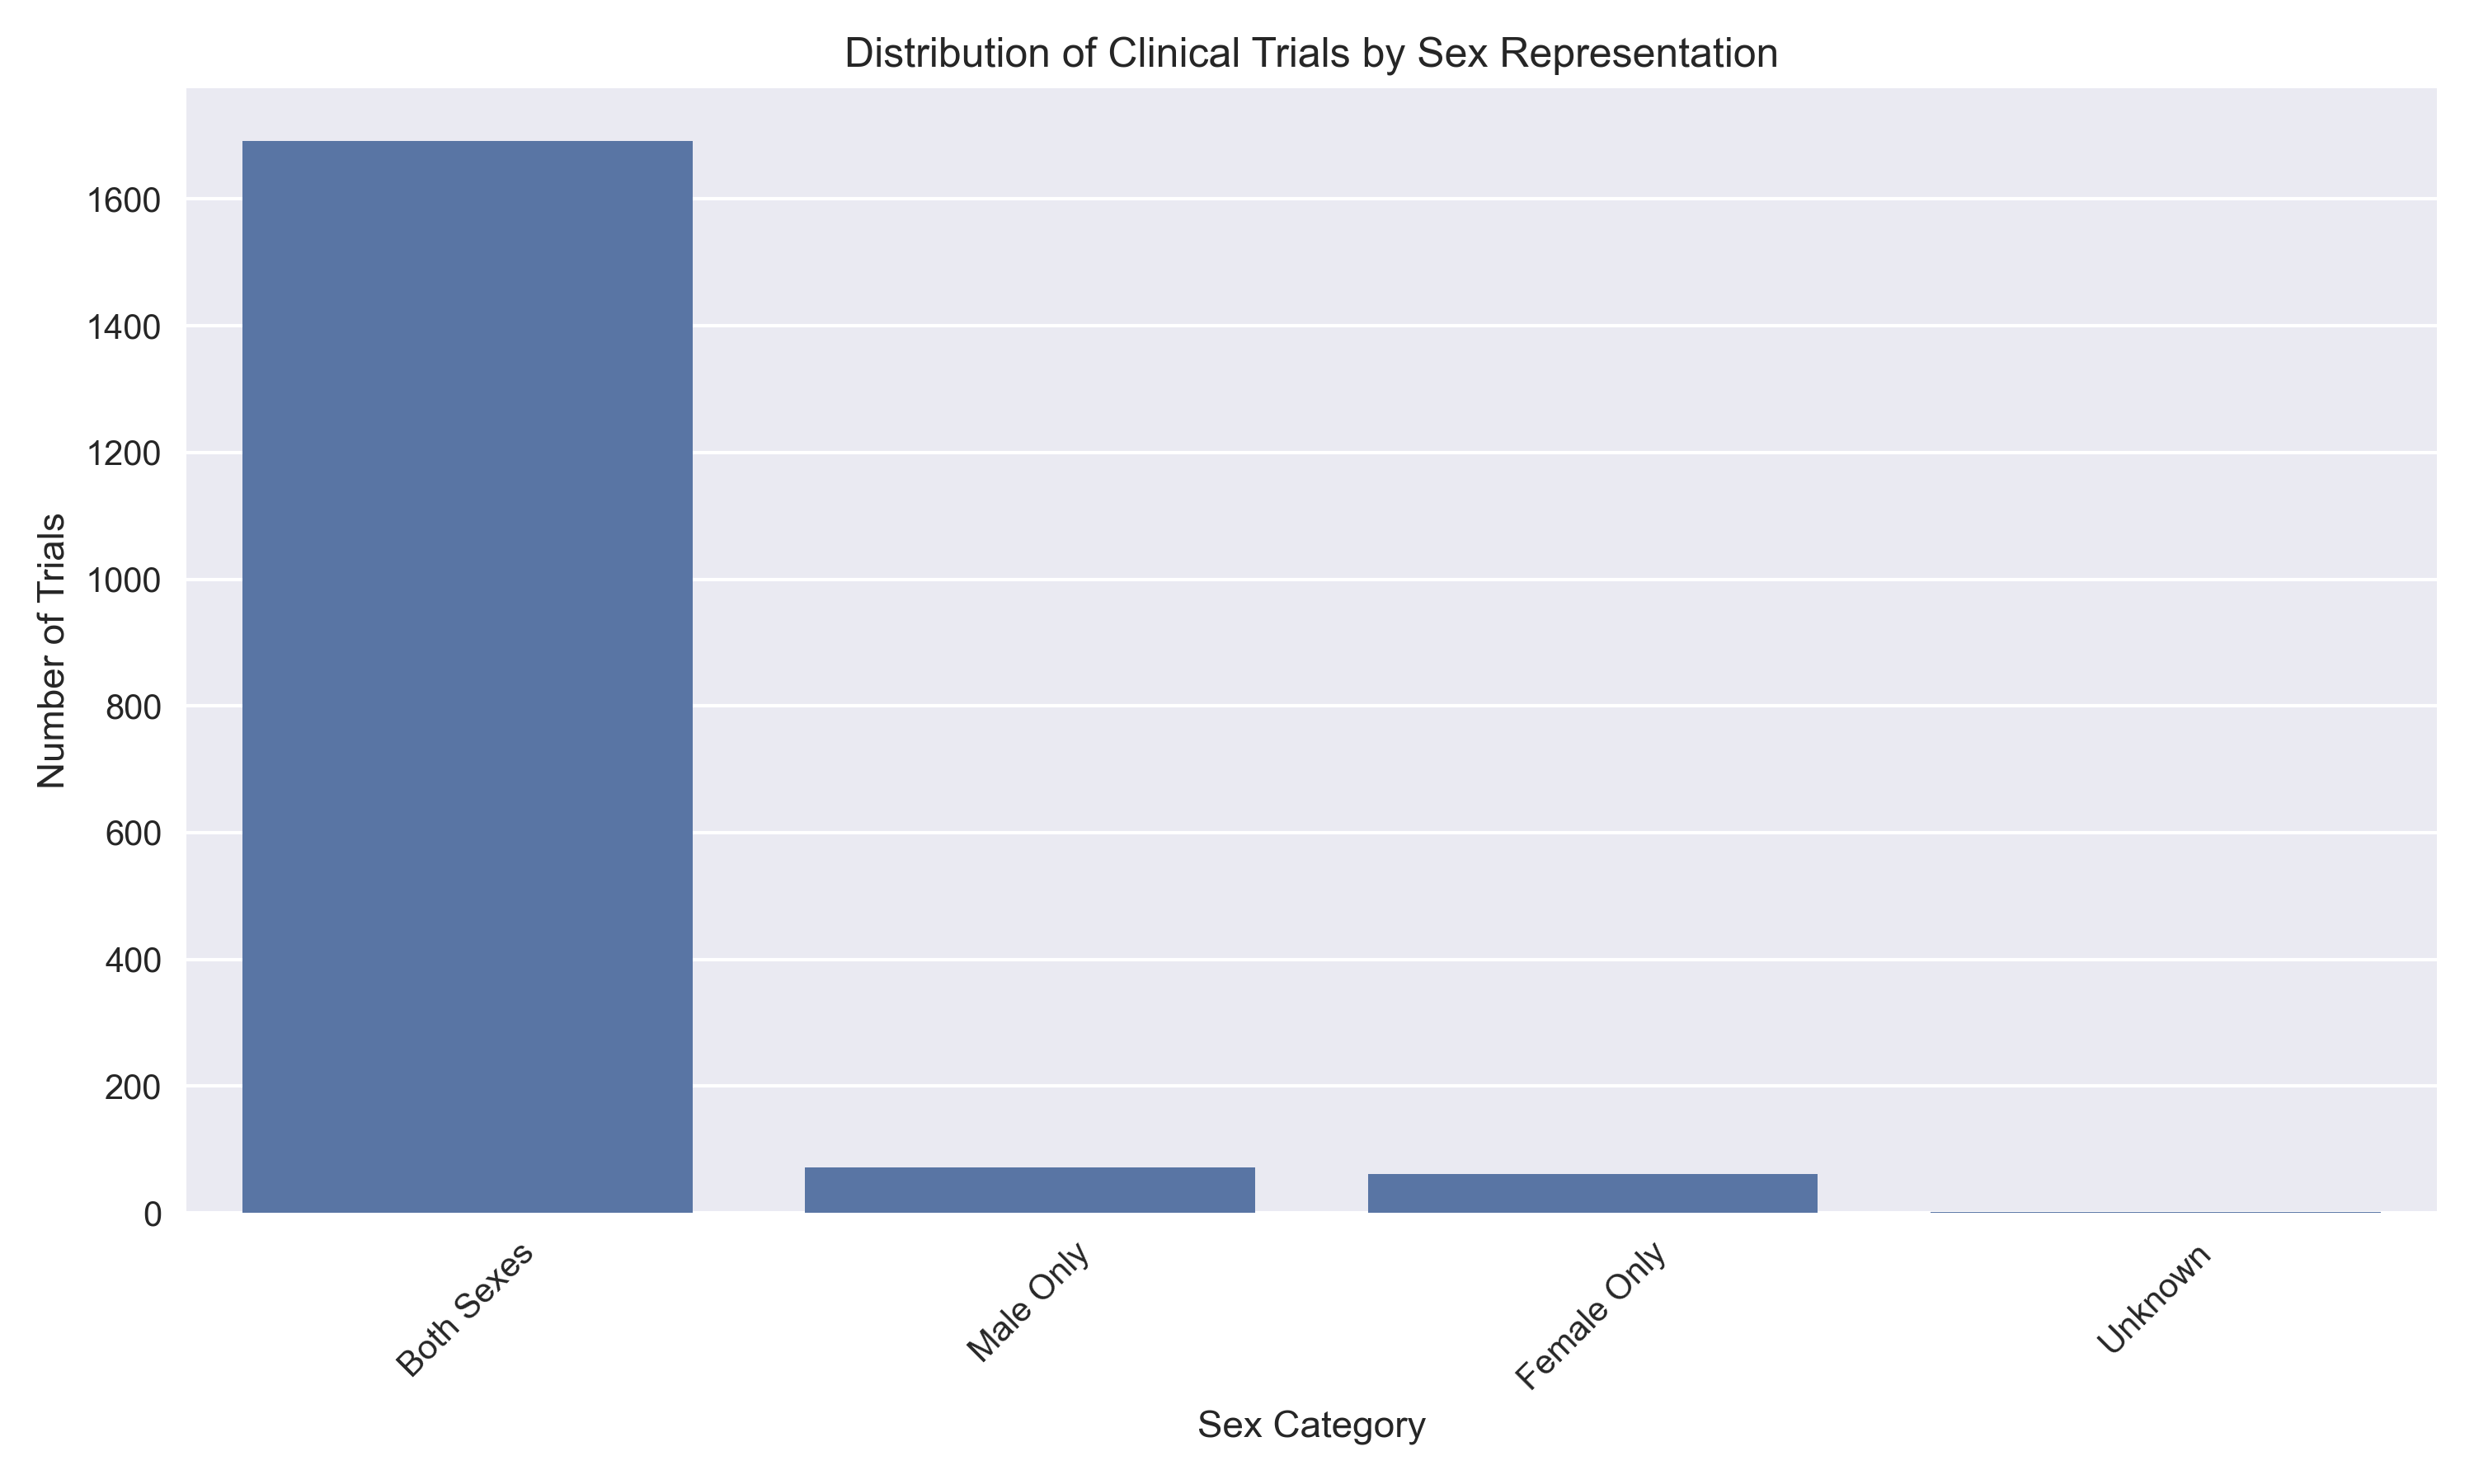 Distribution of Clinical Trials by Sex Representation
Number of Trials
1600
1400
1200
1000
800
600
400
200
0
Both Sexes
Male Only
Female Only
Unknown
Sex Category